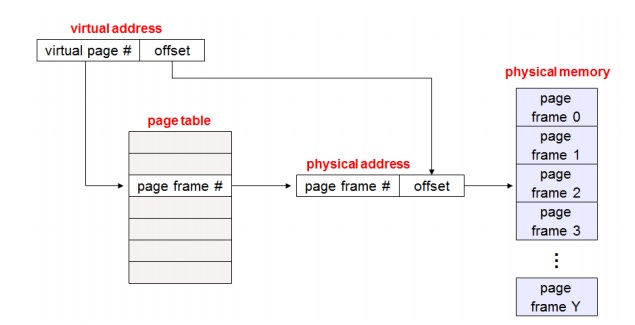 virtual address
virtual page # offset
physical memory
page
frame 0
page table
page
frame 1
physical address
page frame # page frame # offset
page
frame 2
page
frame 3
⋮
page
frame Y